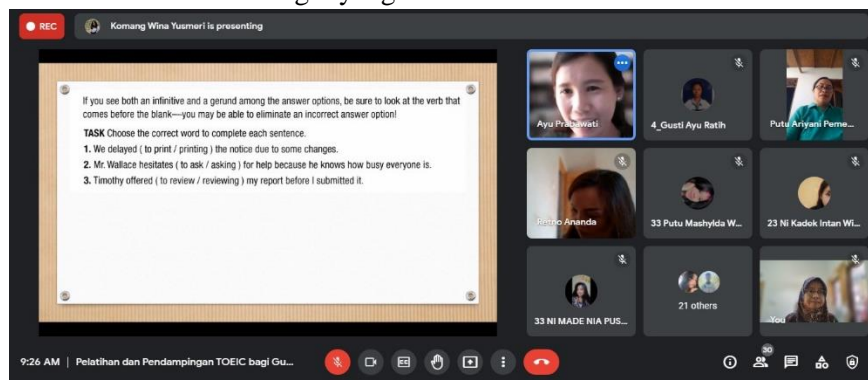 REC
Komang Wina Yusmeri is presenting
If you see both an infinitive and a gerund among the answer options, be sure to look at the verb that
comes before the blank—you may be able to eliminate an incorrect answer option!
TASK Choose the correct word to complete each sentence.
1. We delayed ( to print / printing ) the notice due to some changes.
2. Mr. Wallace hesitates ( to ask / asking ) for help because he knows how busy everyone is.
3. Timothy offered ( to review / reviewing ) my report before I submitted it.
Ayu Prabawati
4_Gusti Ayu Ratih
Putu Ariyani Peme...
Retno Ananda
33 Putu Mashylda W...
23 Ni Kadek Intan Wi...
33 NI MADE NIA PUS...
21 others
You
9:26 AM | Pelatihan dan Pendampingan TOEIC bagi Gu...
30